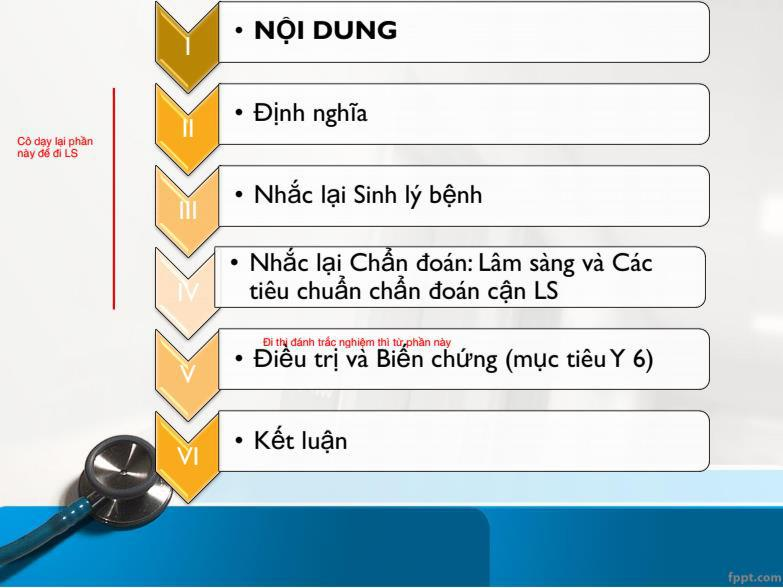 I
• NỘI DUNG
II
• Định nghĩa
Cô dạy lại phần
này để đi LS
III
• Nhắc lại Sinh lý bệnh
IV
• Nhắc lại Chẩn đoán: Lâm sàng và Các
tiêu chuẩn chẩn đoán cận LS
Đi thi đánh trắc nghiệm thì từ phần này
V
• Điều trị và Biến chứng (mục tiêu Y 6)
VI
• Kết luận
fppt.com